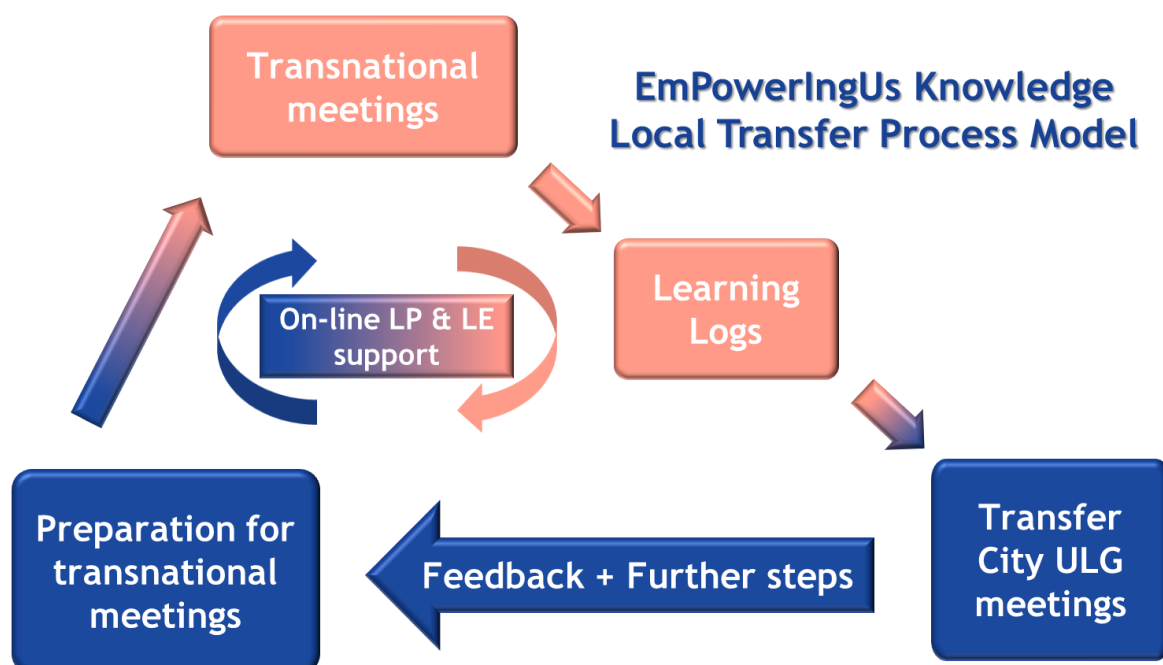 Transnational
meetings
EmPowerIngUs Knowledge
Local Transfer Process Model
Learning
Logs
On-line LP & LE
support
Preparation for
transnational
meetings
Feedback + Further steps
Transfer
City ULG
meetings